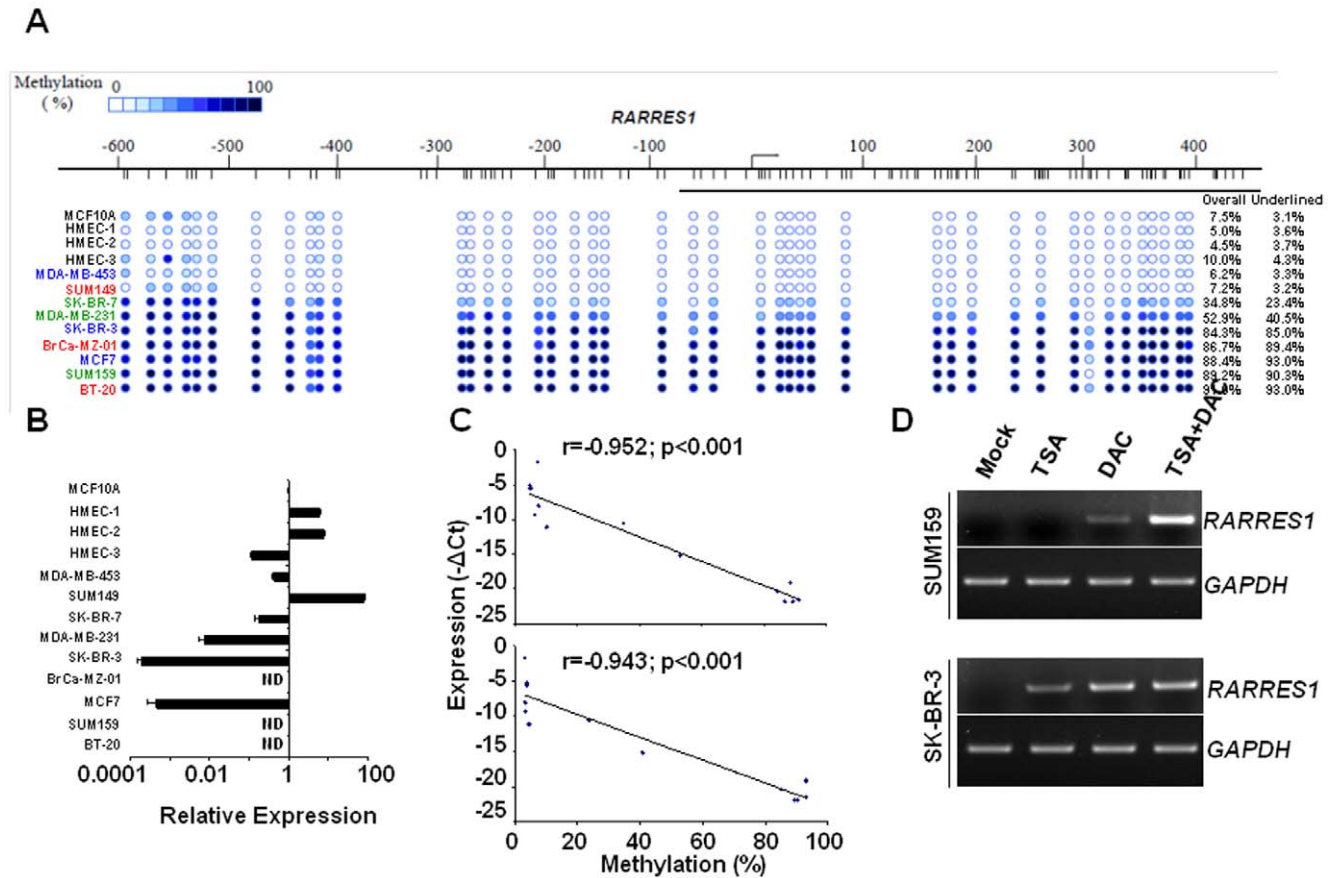 A
Methylation 0 100
( %)
RARRES1
-600 -500 -400 -300 -200 -100 100 200 300 400
Overall Underlined
MCF10A 7.5% 3.1%
HMEC-1 5.0% 3.6%
HMEC-2 4.5% 3.7%
HMEC-3 10.0% 4.3%
MDA-MB-453 6.2% 3.3%
SUM149 7.2% 3.2%
SK-BR-7 34.8% 23.4%
MDA-MB-231 52.9% 40.5%
SK-BR-3 84.3% 85.0%
BrCa-MZ-01 86.7% 89.4%
MCF7 88.4% 93.0%
SUM159 89.2% 90.3%
BT-20 93.0%
B
MCF10A
HMEC-1
HMEC-2
HMEC-3
MDA-MB-453
SUM149
SK-BR-7
MDA-MB-231
SK-BR-3
BrCa-MZ-01 ND
MCF7
SUM159 ND
BT-20 ND
0.0001 0.01 1 100
Relative Expression
C
r=-0.952; p<0.001
0
-5
-10
-15
-20
-25
Expression (-ΔCt)
r=-0.943; p<0.001
0
-5
-10
-15
-20
-25
0 20 40 60 80 100
Methylation (%)
D
Mock TSA DAC TSA+DAC
SUM159
RARRES1
GAPDH
SK-BR-3
RARRES1
GAPDH